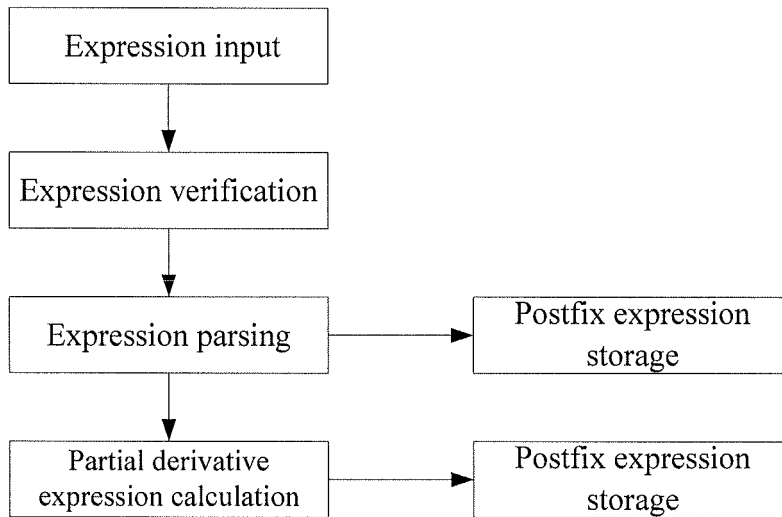 Expression input
Expression verification
Expression parsing
Postfix expression
storage
Partial derivative
expression calculation
Postfix expression
storage